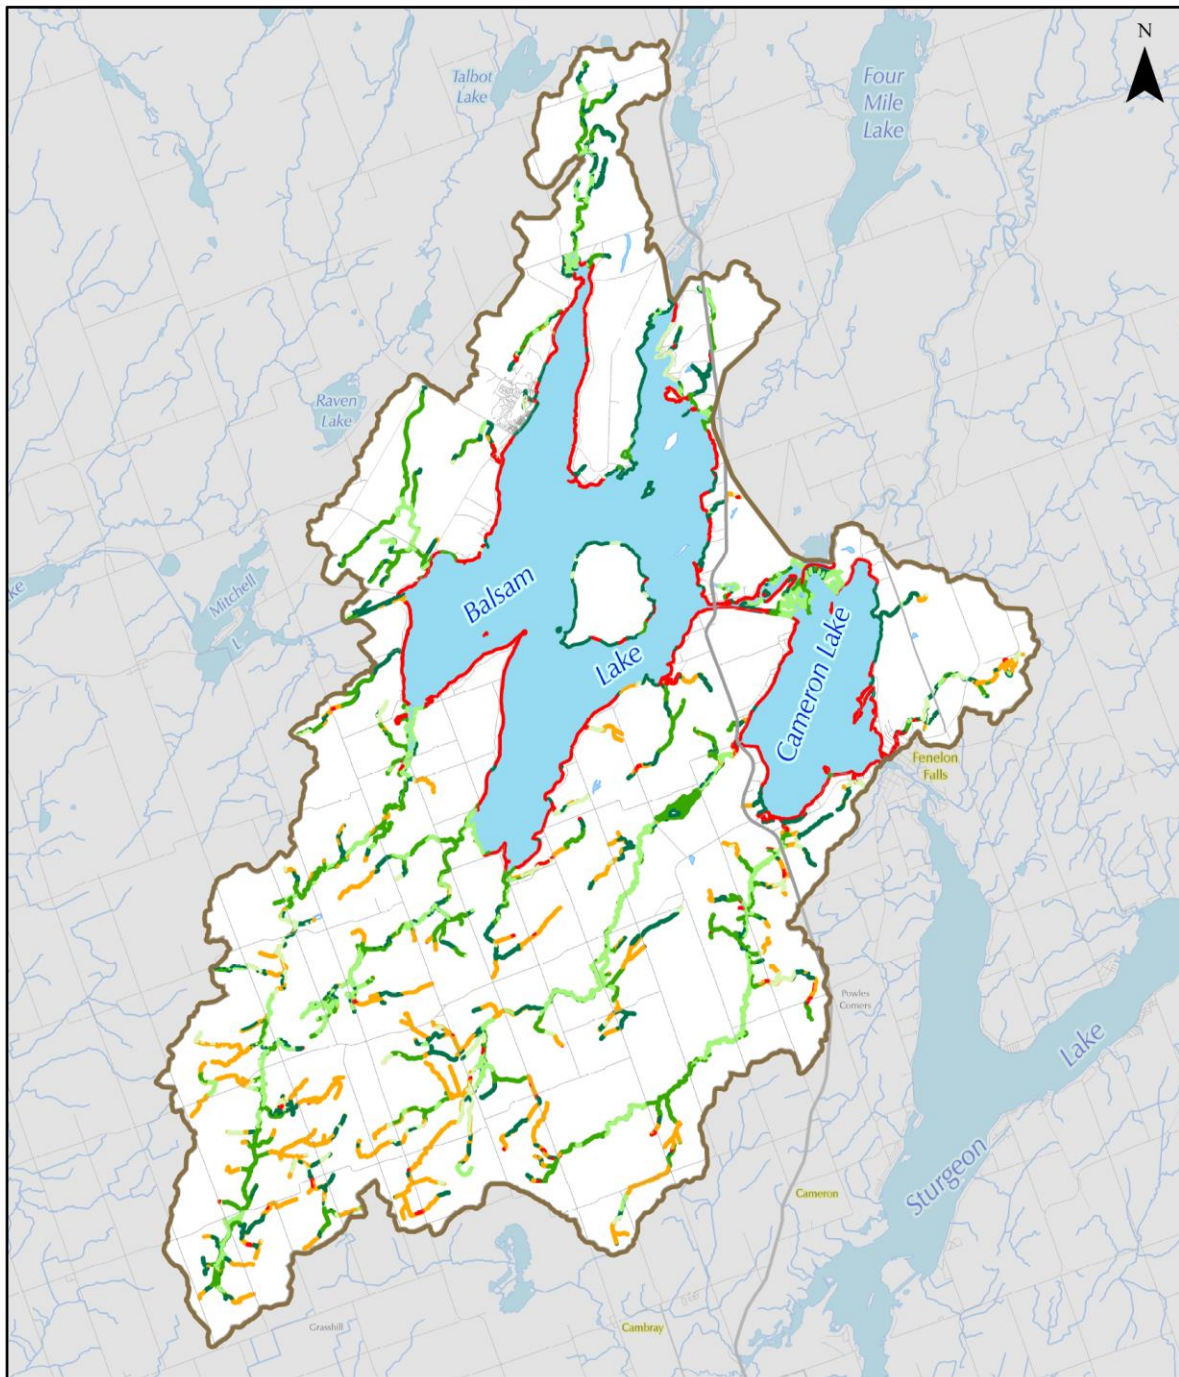 N
Talbot
Lake
Four
Mile
Lake
Raven
Lake
Mitchell
L
ke
Balsam
Lake
Cameron Lake
Fenelon
Falls
Powles
Corners
Lake
Sturgeon
Cameron
Grasshill
Cambray